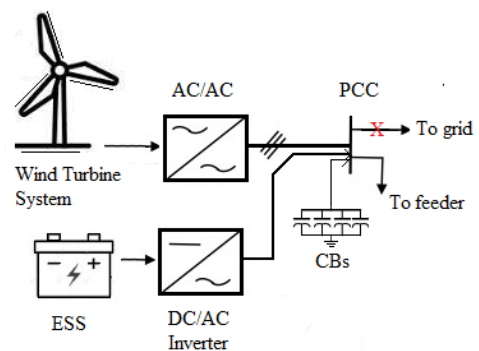 AC/AC
PCC
X
To grid
Wind Turbine
System
To feeder
CBs
ESS
DC/AC
Inverter